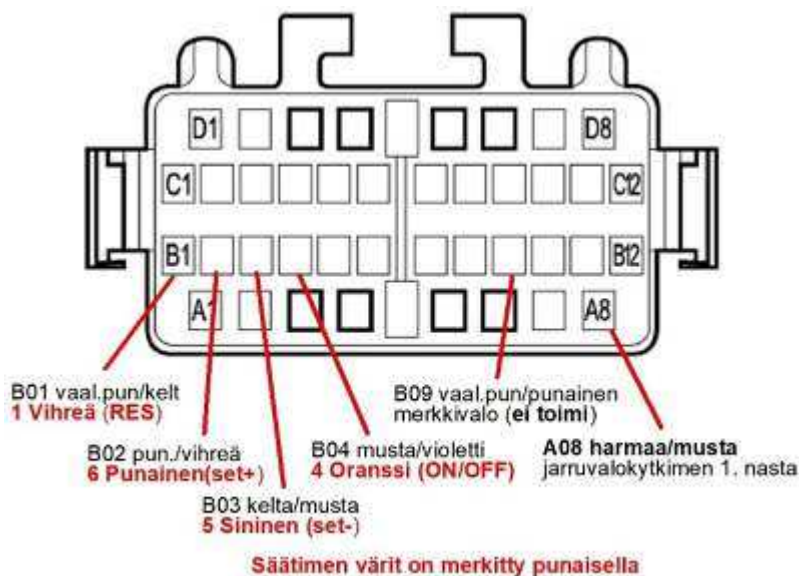 D1 D8
C1 C12
B1 B12
A1 A8
B01 vaal.pun/kelt
1 Vihreä (RES)
B02 pun./vihreä
6 Punainen(set+)
B03 kelta/musta
5 Sininen (set-)
B04 musta/violetti
4 Oranssi (ON/OFF)
B09 vaal.pun/punainen
merkkivalo (ei toimi)
A08 harmaa/musta
jarruvalokytkimen 1. nasta
Säätimen värit on merkitty punaisella